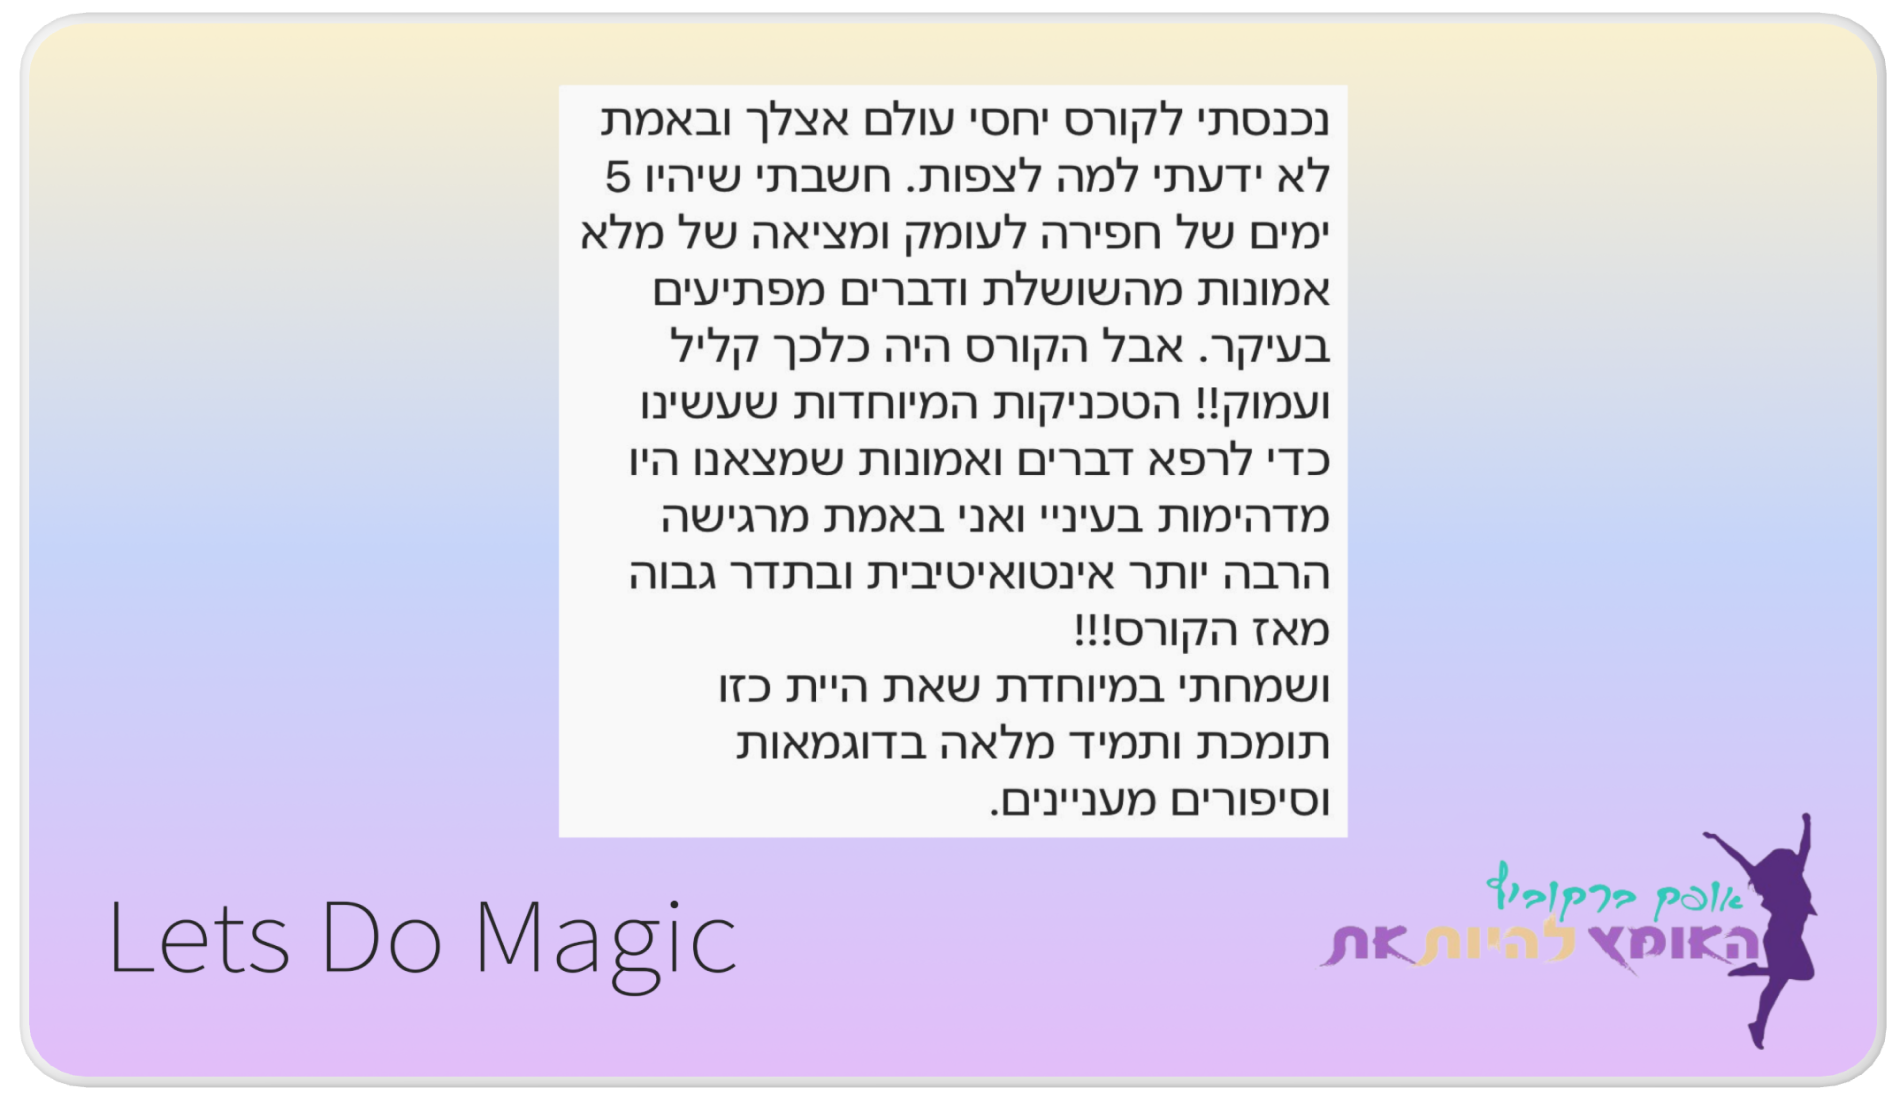 נכנסתי לקורס יחסי עולם אצלך ובאמת
לא ידעתי למה לצפות. חשבתי שיהיו 5
ימים של חפירה לעומק ומציאה של מלא
אמונות מהשושלת ודברים מפתיעים
בעיקר. אבל הקורס היה כלכך קליל
ועמוק!! הטכניקות המיוחדות שעשינו
כדי לרפא דברים ואמונות שמצאנו היו
מדהימות בעיניי ואני באמת מרגישה
הרבה יותר אינטואיטיבית ובתדר גבוה
מאז הקורס!!!
ושמחתי במיוחדת שאת היית כזו
תומכת ותמיד מלאה בדוגמאות
וסיפורים מעניינים.
אופק ברקוביץ
האומץ להיות את
Lets Do Magic